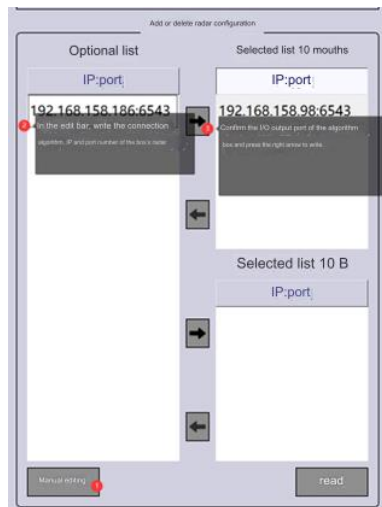 Add or delete radar configuration
Optional list
Selected list 10 mouths
IP:port
IP:port
192.168.158.186:6543
192.168.158.98:6543
2
In the edit bar, write the connection
algorithm. IP and port number of the box's radar
3
Confirm the I/O output port of the algorithm
box and press the right arrow to write.
Selected list 10 B
IP:port
Manual editing
1
read